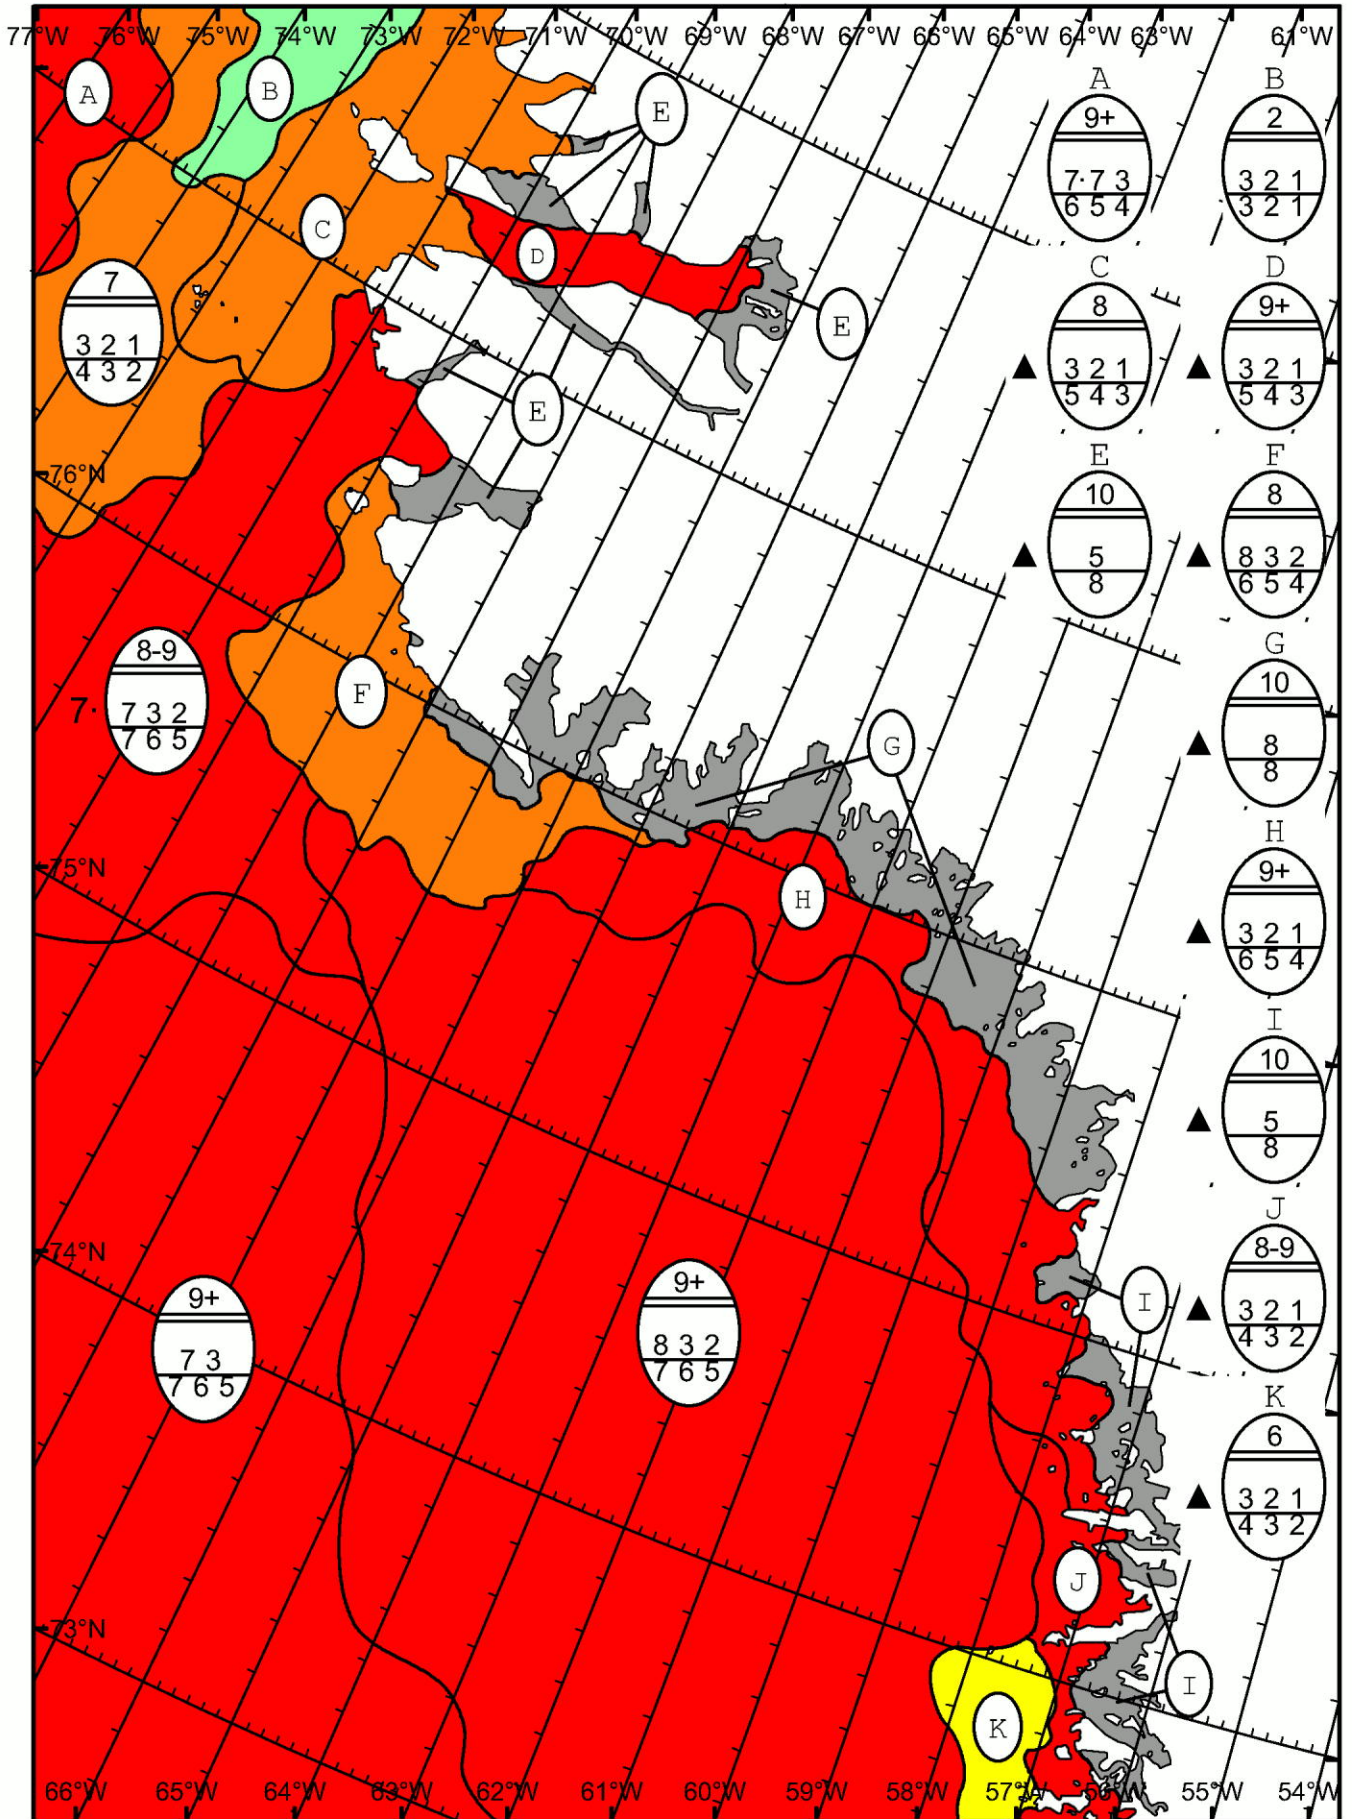 77°W 76°W 75°W 74°W 73°W 72°W 71°W 70°W 69°W 68°W 67°W 66°W 65°W 64°W 63°W 61°W
A B
A B E
9+ 2
7·7 3 3 2 1
6 5 4 3 2 1
C D
C D
7 8 9+
3 2 1 3 2 1 3 2 1
4 3 2 5 4 3 5 4 3
E
E
76°N
E F
10 8
5 8 3 2
8 6 5 4
F
8-9
7· 7 3 2
7 6 5
G
G
10
8
8
75°N
H
H
9+
3 2 1
6 5 4
I
10
5
8
74°N
J
I
8-9
3 2 1
4 3 2
9+ 9+
7 3 8 3 2
7 6 5 7 6 5
K
6
3 2 1
4 3 2
J
73°N
I
K
66°W 65°W 64°W 62°W 61°W 60°W 59°W 58°W 57°W 56°W 55°W 54°W